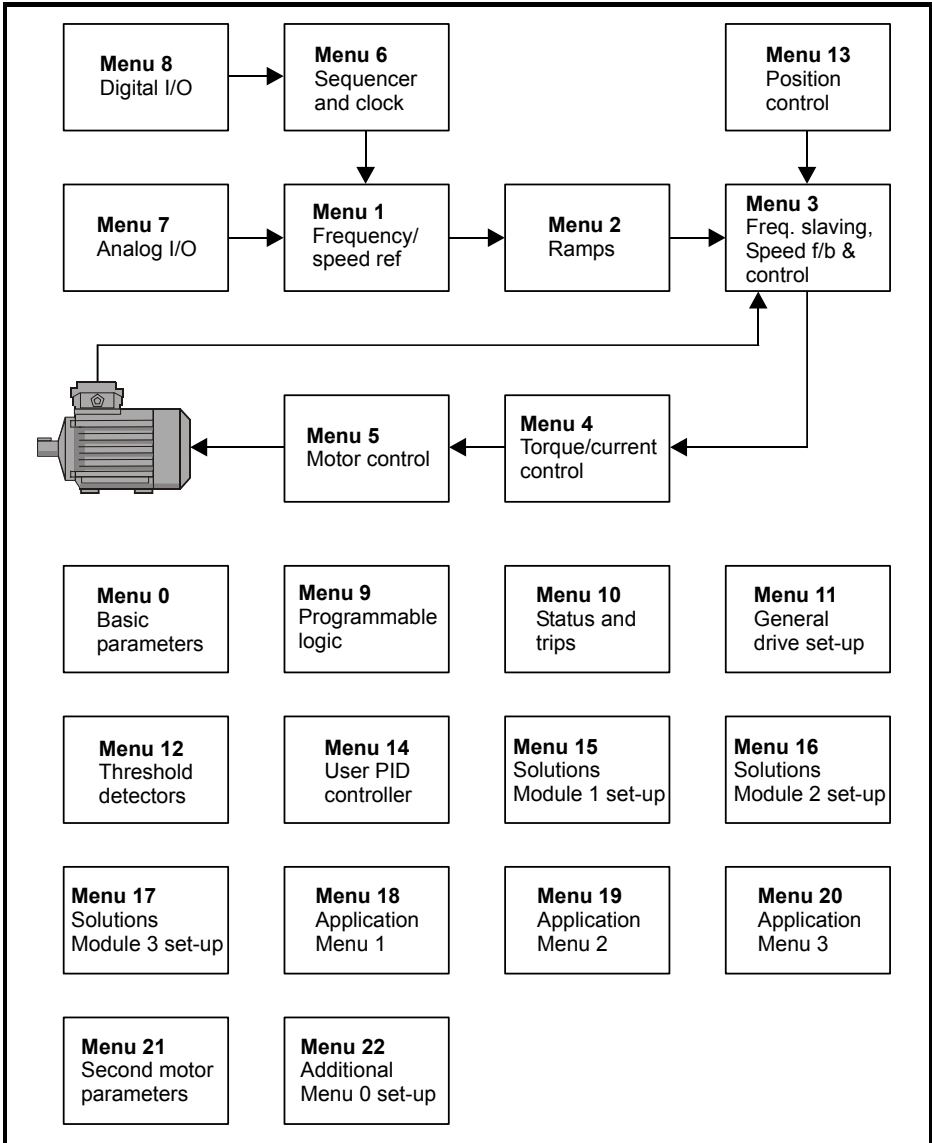 Menu 8
Digital I/O
Menu 6
Sequencer
and clock
Menu 13
Position
control
Menu 7
Analog I/O
Menu 1
Frequency/
speed ref
Menu 2
Ramps
Menu 3
Freq. slaving,
Speed f/b &
control
Menu 5
Motor control
Menu 4
Torque/current
control
Menu 0
Basic
parameters
Menu 9
Programmable
logic
Menu 10
Status and
trips
Menu 11
General
drive set-up
Menu 12
Threshold
detectors
Menu 14
User PID
controller
Menu 15
Solutions
Module 1 set-up
Menu 16
Solutions
Module 2 set-up
Menu 17
Solutions
Module 3 set-up
Menu 18
Application
Menu 1
Menu 19
Application
Menu 2
Menu 20
Application
Menu 3
Menu 21
Second motor
parameters
Menu 22
Additional
Menu 0 set-up